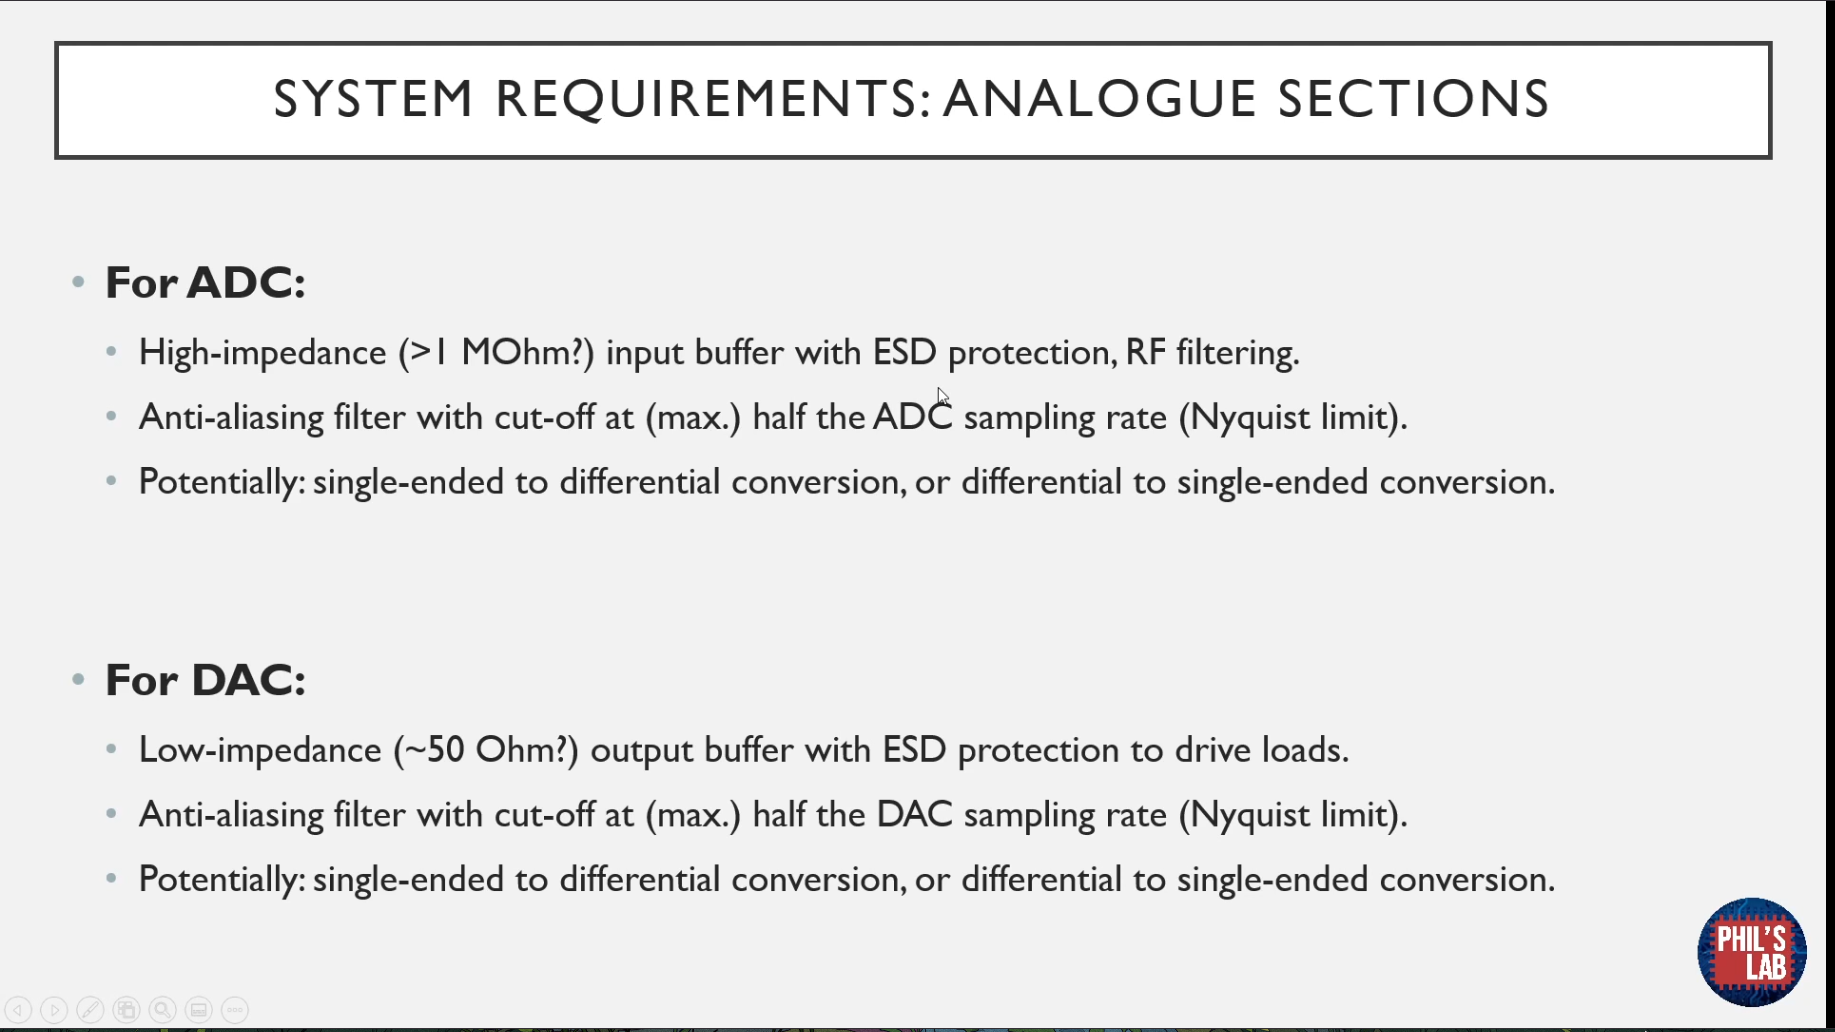 SYSTEM REQUIREMENTS: ANALOGUE SECTIONS
• For ADC:
• High-impedance (>1 MOhm?) input buffer with ESD protection, RF filtering.
• Anti-aliasing filter with cut-off at (max.) half the ADC sampling rate (Nyquist limit).
• Potentially: single-ended to differential conversion, or differential to single-ended conversion.
• For DAC:
• Low-impedance (~50 Ohm?) output buffer with ESD protection to drive loads.
• Anti-aliasing filter with cut-off at (max.) half the DAC sampling rate (Nyquist limit).
• Potentially: single-ended to differential conversion, or differential to single-ended conversion.
PHIL'S
LAB